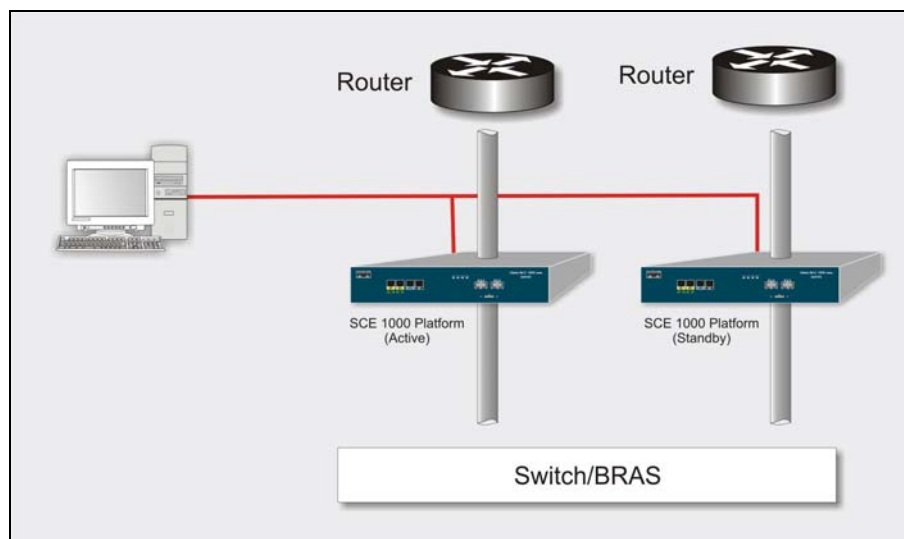 Router
Router
SCE 1000 Platform
(Active)
SCE 1000 Platform
(Standby)
Switch/BRAS